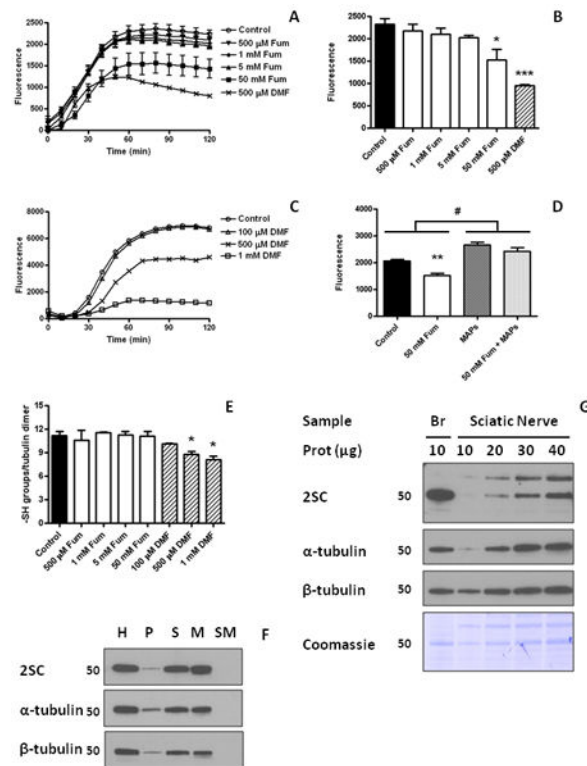 A
2500
2000
1500
1000
500
0
0 30 60 90 120
Fluorescence
Time (min)
Control
500 µM Fum
1 mM Fum
5 mM Fum
50 mM Fum
500 µM DMF
B
2500
2000
1500
1000
500
0
Fluorescence
*
***
Control
500 µM Fum
1 mM Fum
5 mM Fum
50 mM Fum
500 µM DMF
C
8000
6000
4000
2000
0
0 30 60 90 120
Fluorescence
Time (min)
Control
100 µM DMF
500 µM DMF
1 mM DMF
D
4000
3000
2000
1000
0
Fluorescence
#
**
Control
50 mM Fum
MAPs
50 mM Fum + MAPs
E
15
12
9
6
3
0
-SH groups/tubulin dimer
* *
Control
500 µM Fum
1 mM Fum
5 mM Fum
50 mM Fum
100 µM DMF
500 µM DMF
1 mM DMF
F
H P S M SM
2SC 50
α-tubulin 50
β-tubulin 50
G
Sample Br Sciatic Nerve
Prot (µg) 10 10 20 30 40
2SC 50
α-tubulin 50
β-tubulin 50
Coomassie 50